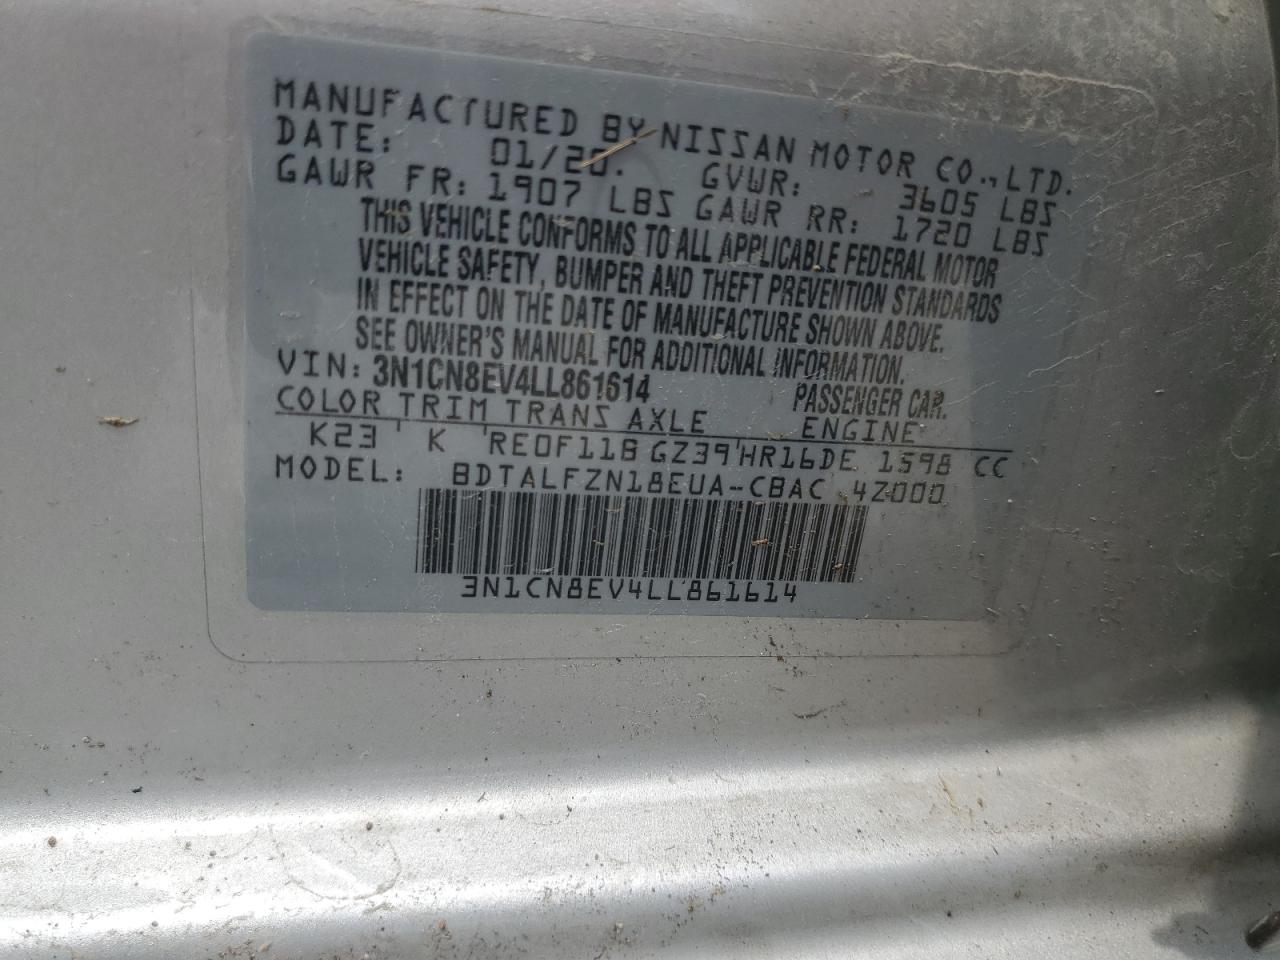 MANUFACTURED BY NISSAN MOTOR CO.,LTD.
DATE: 01/20. GVWR: 3605 LBS
GAWR FR: 1907 LBS GAWR RR: 1720 LBS
THIS VEHICLE CONFORMS TO ALL APPLICABLE FEDERAL MOTOR
VEHICLE SAFETY, BUMPER AND THEFT PREVENTION STANDARDS
IN EFFECT ON THE DATE OF MANUFACTURE SHOWN ABOVE.
SEE OWNER'S MANUAL FOR ADDITIONAL INFORMATION.
VIN: 3N1CN8EV4LL861614 PASSENGER CAR.
COLOR TRIM TRANS AXLE ENGINE
K23 K RE0F11B GZ39 HR16DE 1598 CC
MODEL: BDTALFZN18EUA-CBAC 4Z000
3N1CN8EV4LL861614